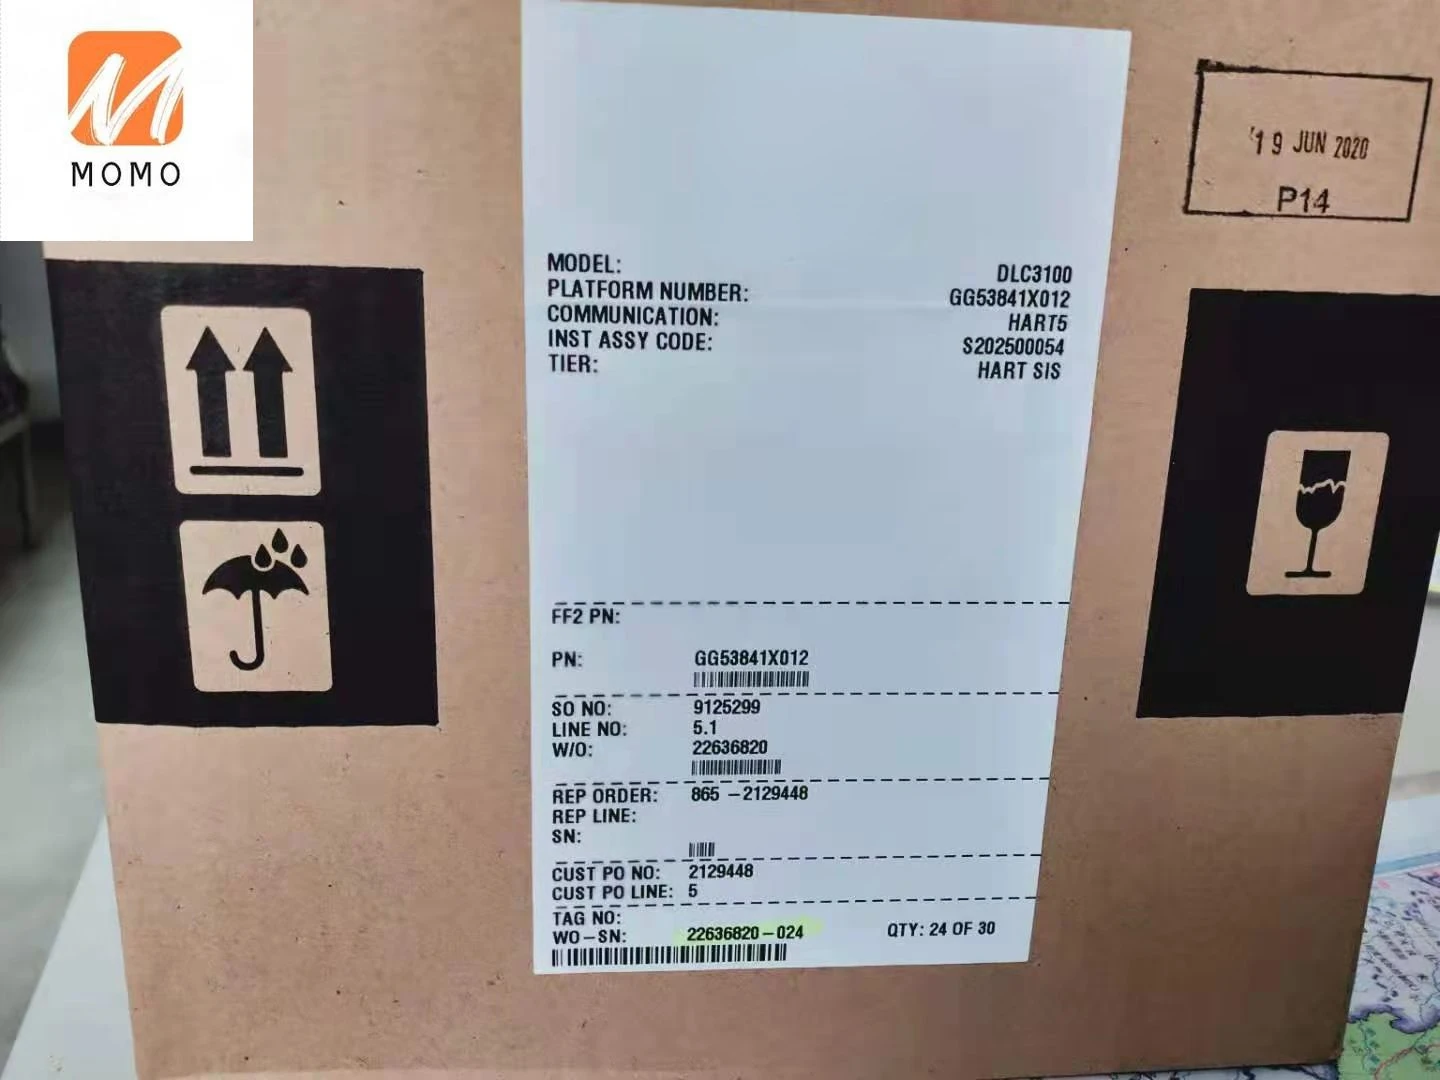 MOMO
19 JUN 2020
P14
MODEL: DLC3100
PLATFORM NUMBER: GG53841X012
COMMUNICATION: HART5
INST ASSY CODE: S202500054
TIER: HART SIS
FF2 PN:
PN: GG53841X012
SO NO: 9125299
LINE NO: 5.1
W/O: 22636820
REP ORDER: 865 -2129448
REP LINE:
SN:
CUST PO NO: 2129448
CUST PO LINE: 5
TAG NO:
WO-SN: 22636820-024 QTY: 24 OF 30